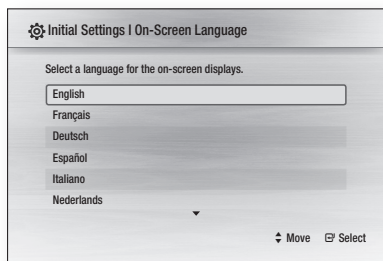 Initial Settings I On-Screen Language
Select a language for the on-screen displays.
English
Français
Deutsch
Español
Italiano
Nederlands
Move Select